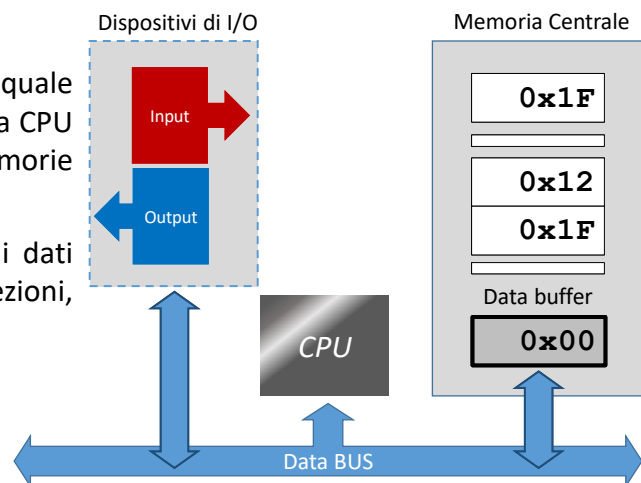 Dispositivi di I/O
Memoria Centrale
quale
a CPU
morie
i dati
ezioni,
Input
Output
0x1F
0x12
0x1F
Data buffer
0x00
CPU
Data BUS